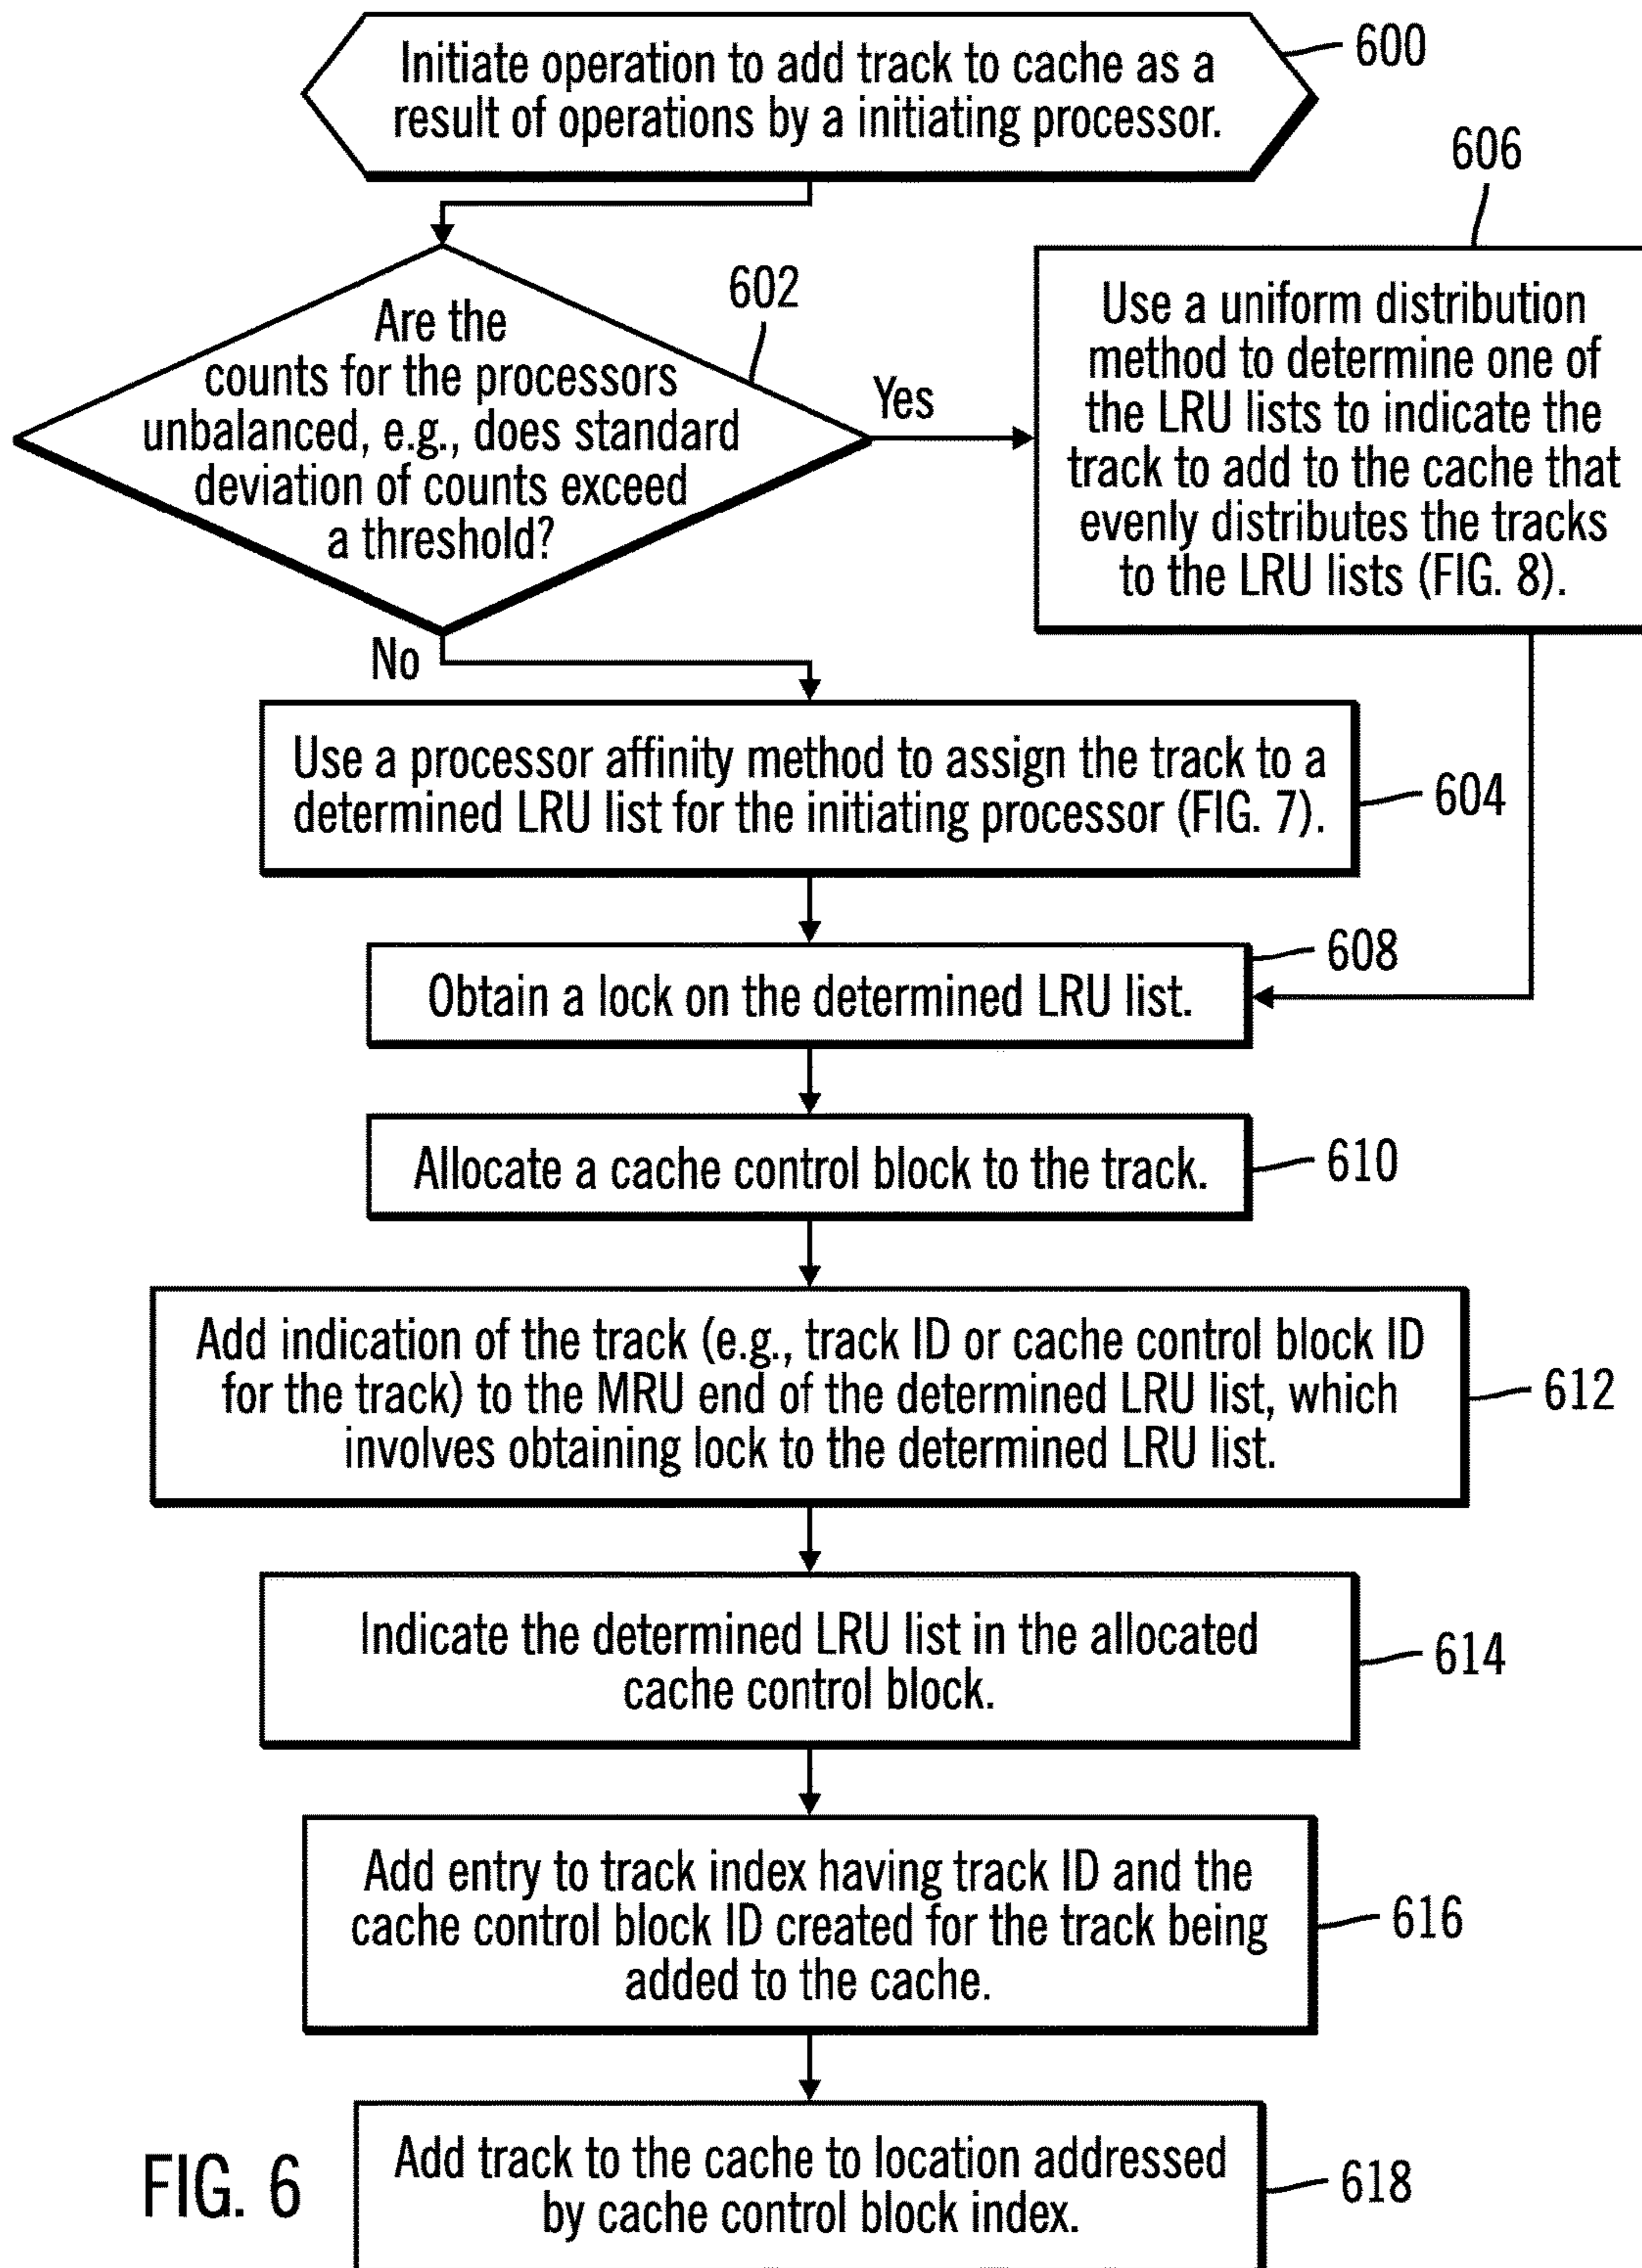 Initiate operation to add track to cache as a
result of operations by a initiating processor.
600
606
602
Are the
counts for the processors
unbalanced, e.g., does standard
deviation of counts exceed
a threshold?
Yes
Use a uniform distribution
method to determine one of
the LRU lists to indicate the
track to add to the cache that
evenly distributes the tracks
to the LRU lists (FIG. 8).
No
Use a processor affinity method to assign the track to a
determined LRU list for the initiating processor (FIG. 7).
604
Obtain a lock on the determined LRU list.
608
Allocate a cache control block to the track.
610
Add indication of the track (e.g., track ID or cache control block ID
for the track) to the MRU end of the determined LRU list, which
involves obtaining lock to the determined LRU list.
612
Indicate the determined LRU list in the allocated
cache control block.
614
Add entry to track index having track ID and the
cache control block ID created for the track being
added to the cache.
616
Add track to the cache to location addressed
by cache control block index.
618
FIG. 6